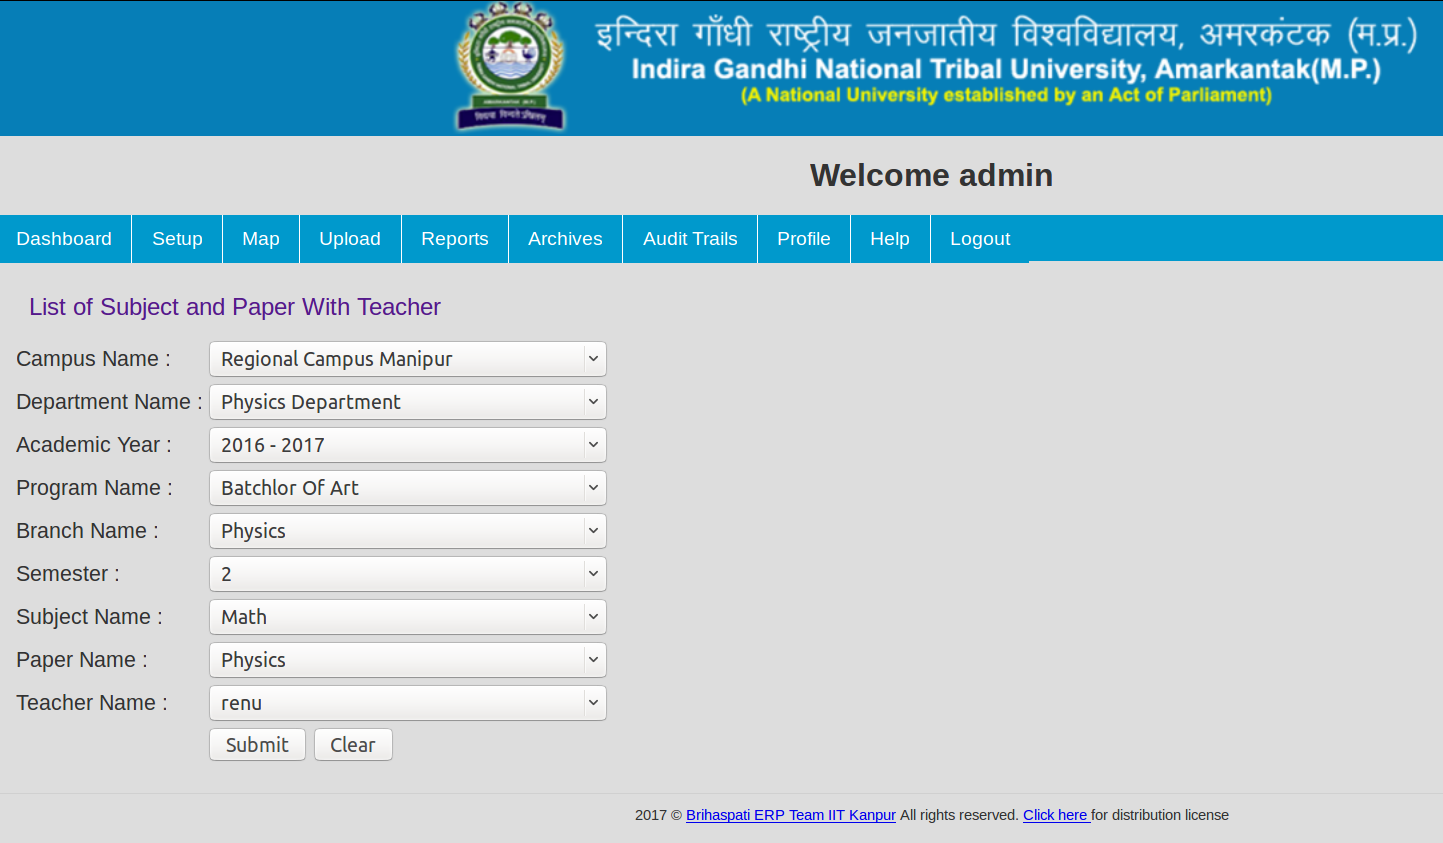 इन्दिरा गाँधी राष्ट्रीय जनजातीय विश्वविद्यालय, अमरकंटक (म.प्र.)
Indira Gandhi National Tribal University, Amarkantak(M.P.)
(A National University established by an Act of Parliament)
AMARKANTAK (M.P.)
Welcome admin
Dashboard Setup Map Upload Reports Archives Audit Trails Profile Help Logout
List of Subject and Paper With Teacher
Campus Name : Regional Campus Manipur
Department Name : Physics Department
Academic Year : 2016 - 2017
Program Name : Batchlor Of Art
Branch Name : Physics
Semester : 2
Subject Name : Math
Paper Name : Physics
Teacher Name : renu
Submit Clear
2017 © Brihaspati ERP Team IIT Kanpur All rights reserved. Click here for distribution license